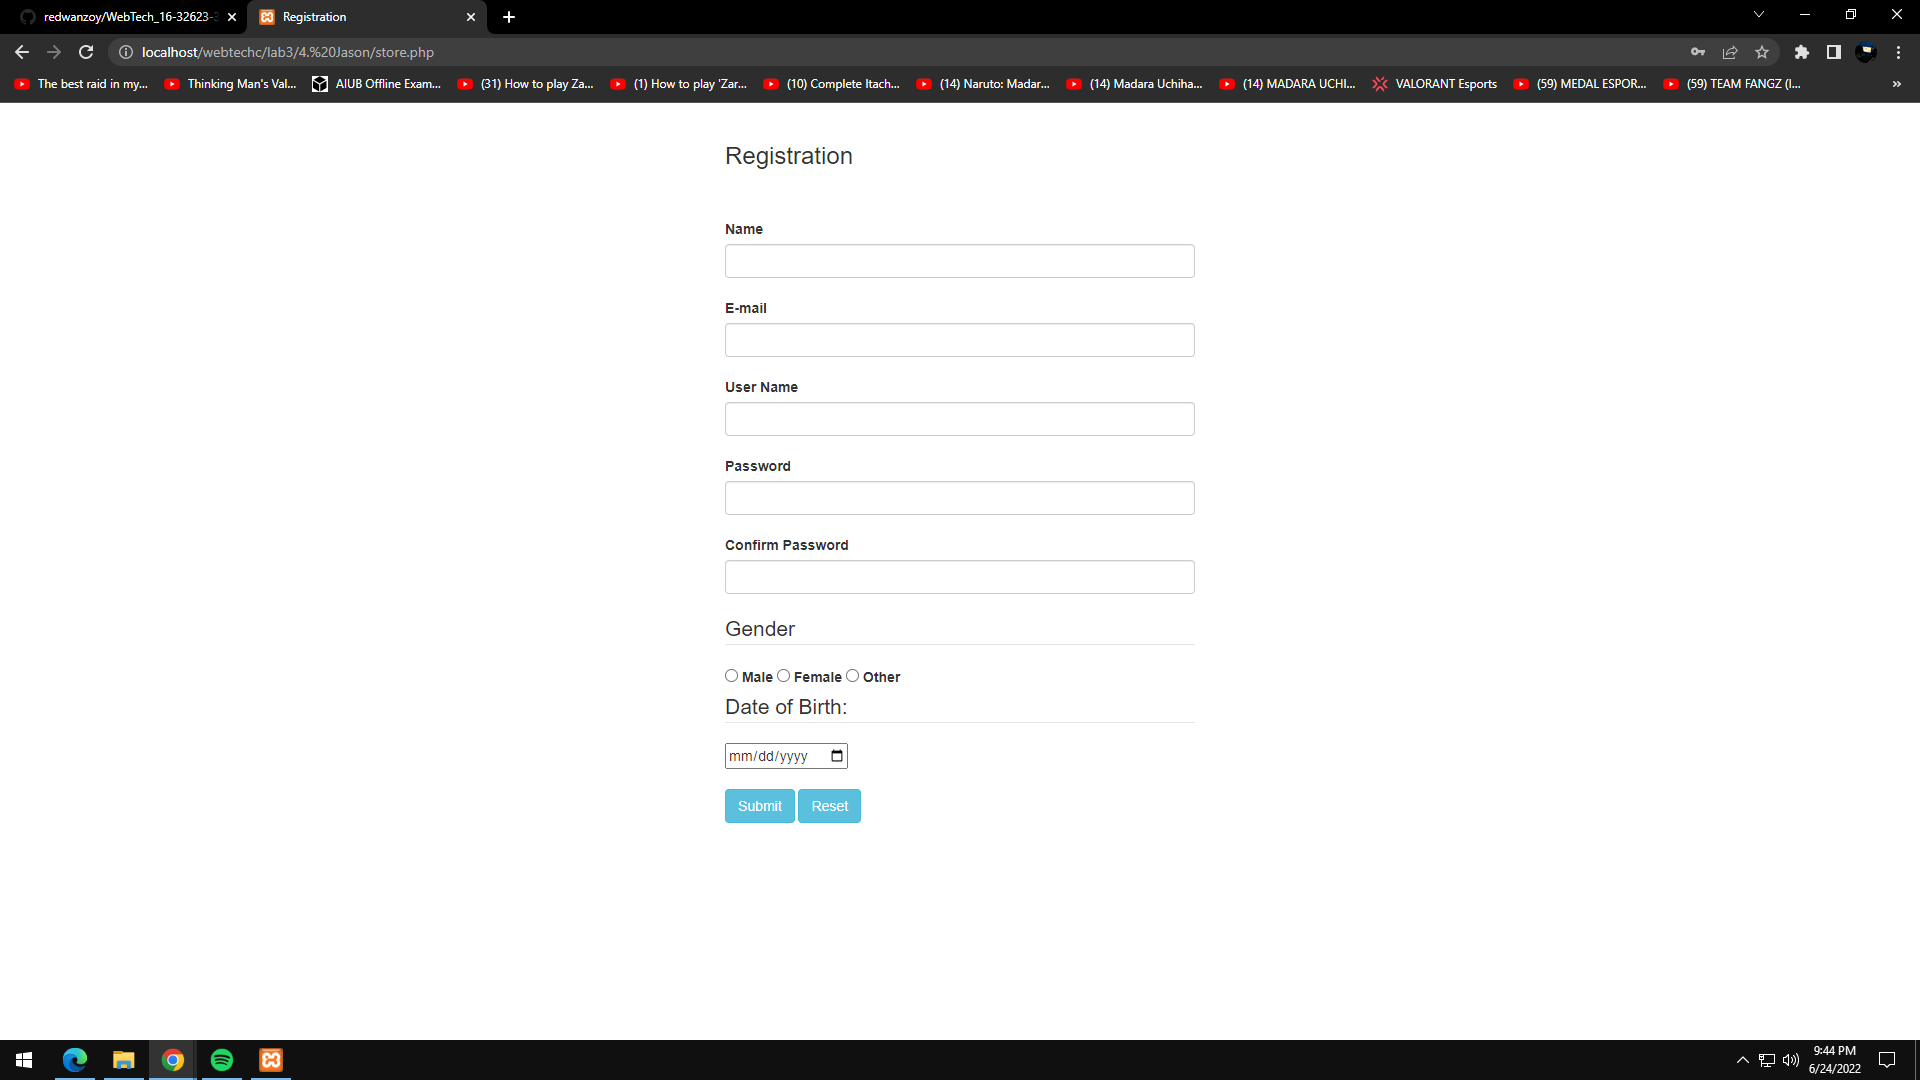 redwanzoy/WebTech_16-32623-3
Registration
localhost/webtechc/lab3/4.%20Jason/store.php
The best raid in my... Thinking Man's Val... AIUB Offline Exam... (31) How to play Za... (1) How to play 'Zar... (10) Complete Itach... (14) Naruto: Madar... (14) Madara Uchiha... (14) MADARA UCHI... VALORANT Esports (59) MEDAL ESPOR... (59) TEAM FANGZ (I... »
Registration
Name
E-mail
User Name
Password
Confirm Password
Gender
Male Female Other
Date of Birth:
mm/dd/yyyy
Submit Reset
9:44 PM
6/24/2022